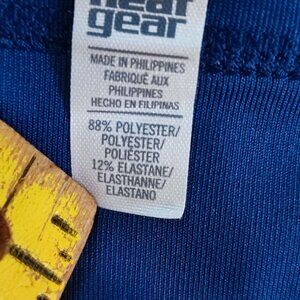 heat
gear
MADE IN PHILIPPINES
FABRIQUÉ AUX
PHILIPPINES
HECHO EN FILIPINAS
88% POLYESTER/
POLYESTER/
POLIÉSTER
12% ELASTANE/
ELASTHANNE/
ELASTANO